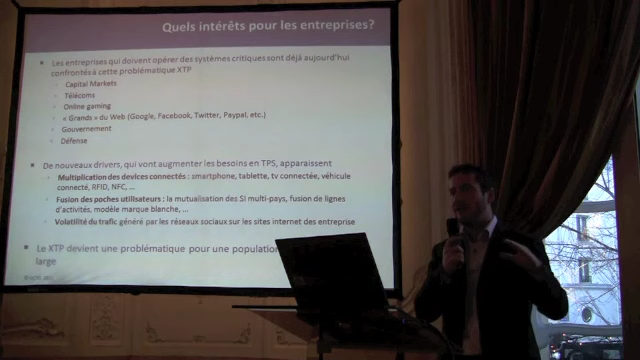 Quels intérêts pour les entreprises?
Les entreprises qui doivent opérer des systèmes critiques sont déjà aujourd'hui
confrontés à cette problématique XTP
Capital Markets
Télécoms
Online gaming
« Grands » du Web (Google, Facebook, Twitter, Paypal, etc.)
Gouvernement
Défense
De nouveaux drivers, qui vont augmenter les besoins en TPS, apparaissent
Multiplication des devices connectés : smartphone, tablette, tv connectée, véhicule
connecté, RFID, NFC, ...
Fusion des poches utilisateurs : la mutualisation des SI multi-pays, fusion de lignes
d'activités, modèle marque blanche, ...
Volatilité du trafic généré par les réseaux sociaux sur les sites internet des entreprise
Le XTP devient une problématique pour une population
large